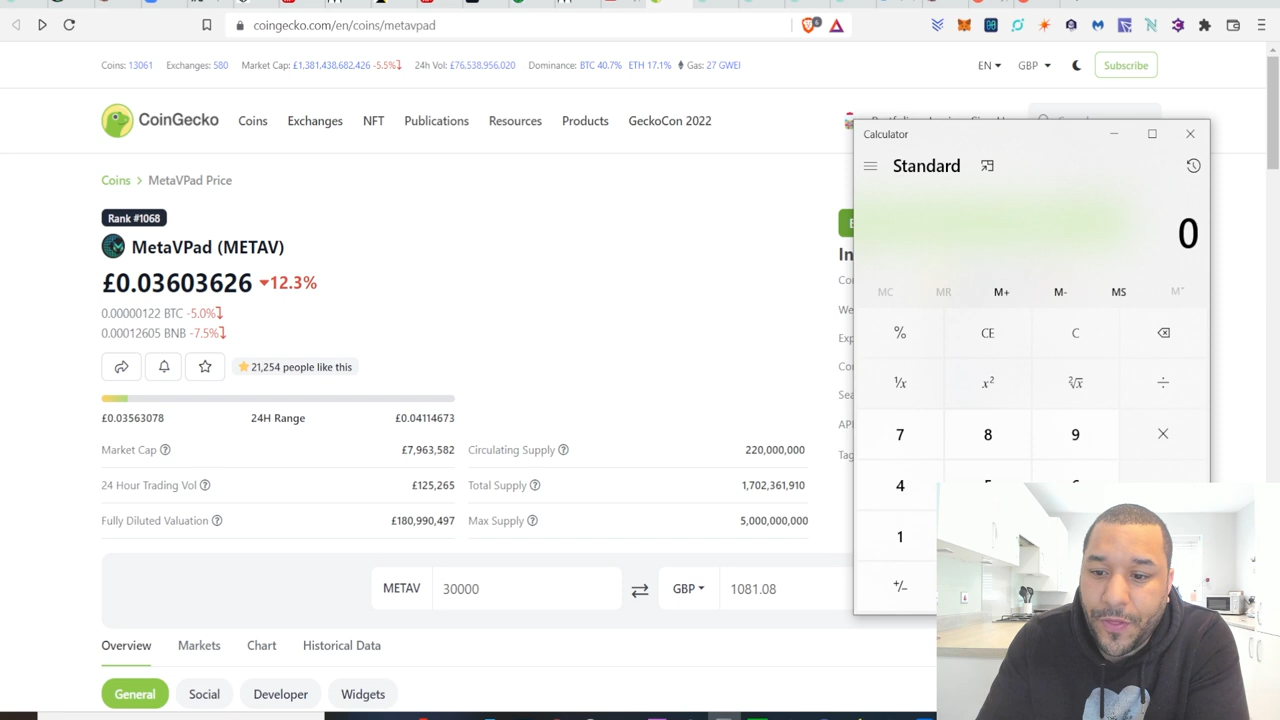 coingecko.com/en/coins/metavpad
Coins: 13061 Exchanges: 580 Market Cap: £1,381,438,682,426 -5.5% 24h Vol: £76,538,956,020 Dominance: BTC 40.7% ETH 17.1% Gas: 27 GWEI EN GBP Subscribe
CoinGecko Coins Exchanges NFT Publications Resources Products GeckoCon 2022
Calculator
Standard
0
MC MR M+ M- MS
% CE C
¹/x x² ²√x ÷
7 8 9 ×
4
1
+/-
Coins > MetaVPad Price
Rank #1068
MetaVPad (METAV)
£0.03603626 12.3%
0.00000122 BTC -5.0%
0.00012605 BNB -7.5%
21,254 people like this
£0.03563078 24H Range £0.04114673
Market Cap £7,963,582 Circulating Supply 220,000,000
24 Hour Trading Vol £125,265 Total Supply 1,702,361,910
Fully Diluted Valuation £180,990,497 Max Supply 5,000,000,000
METAV 30000 GBP 1081.08
Overview Markets Chart Historical Data
General Social Developer Widgets